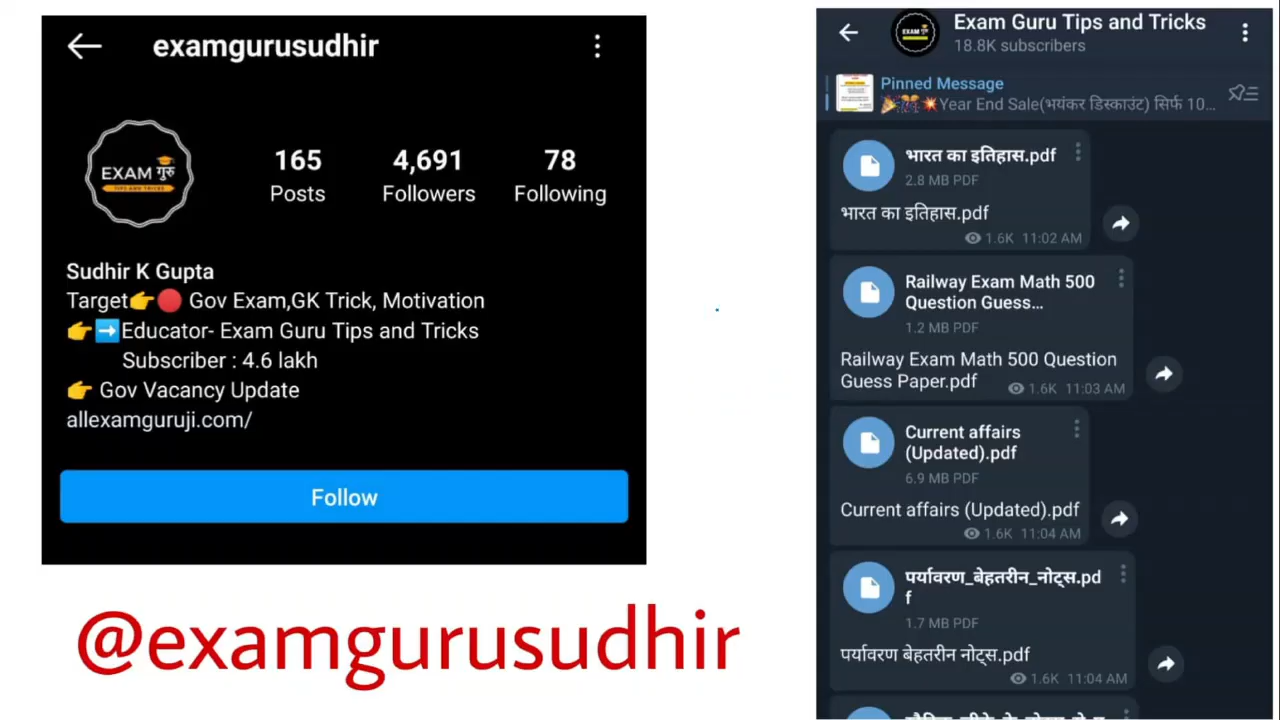 examgurusudhir
EXAM गुरु
TIPS AND TRICKS
165
Posts
4,691
Followers
78
Following
Sudhir K Gupta
Target👉🔴 Gov Exam,GK Trick, Motivation
👉➡️Educator- Exam Guru Tips and Tricks
Subscriber : 4.6 lakh
👉 Gov Vacancy Update
allexamguruji.com/
Follow
@examgurusudhir
EXAM गुरु
Exam Guru Tips and Tricks
18.8K subscribers
Pinned Message
🎉🎊💥Year End Sale(भयंकर डिस्काउंट) सिर्फ 10...
भारत का इतिहास.pdf
2.8 MB PDF
भारत का इतिहास.pdf
1.6K 11:02 AM
Railway Exam Math 500
Question Guess...
1.2 MB PDF
Railway Exam Math 500 Question
Guess Paper.pdf
1.6K 11:03 AM
Current affairs
(Updated).pdf
6.9 MB PDF
Current affairs (Updated).pdf
1.6K 11:04 AM
पर्यावरण_बेहतरीन_नोट्स.pd
f
1.7 MB PDF
पर्यावरण बेहतरीन नोट्स.pdf
1.6K 11:04 AM